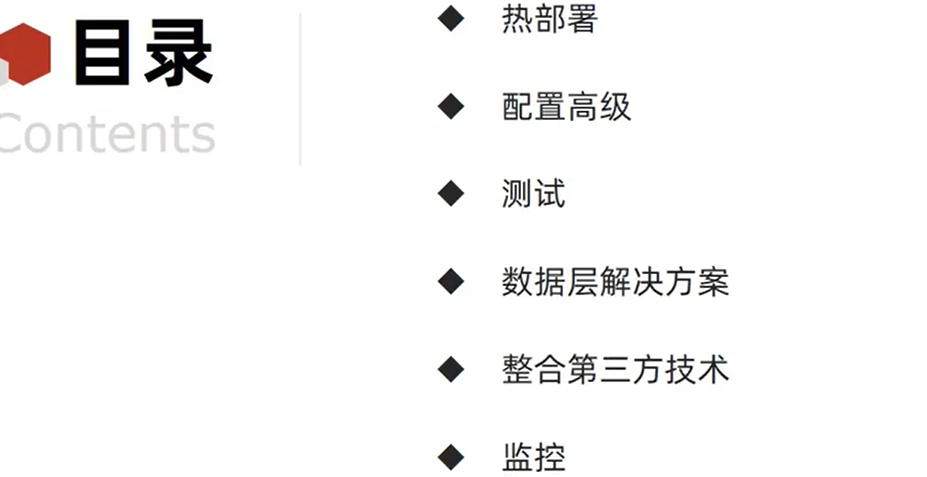 目录
Contents
热部署
配置高级
测试
数据层解决方案
整合第三方技术
监控